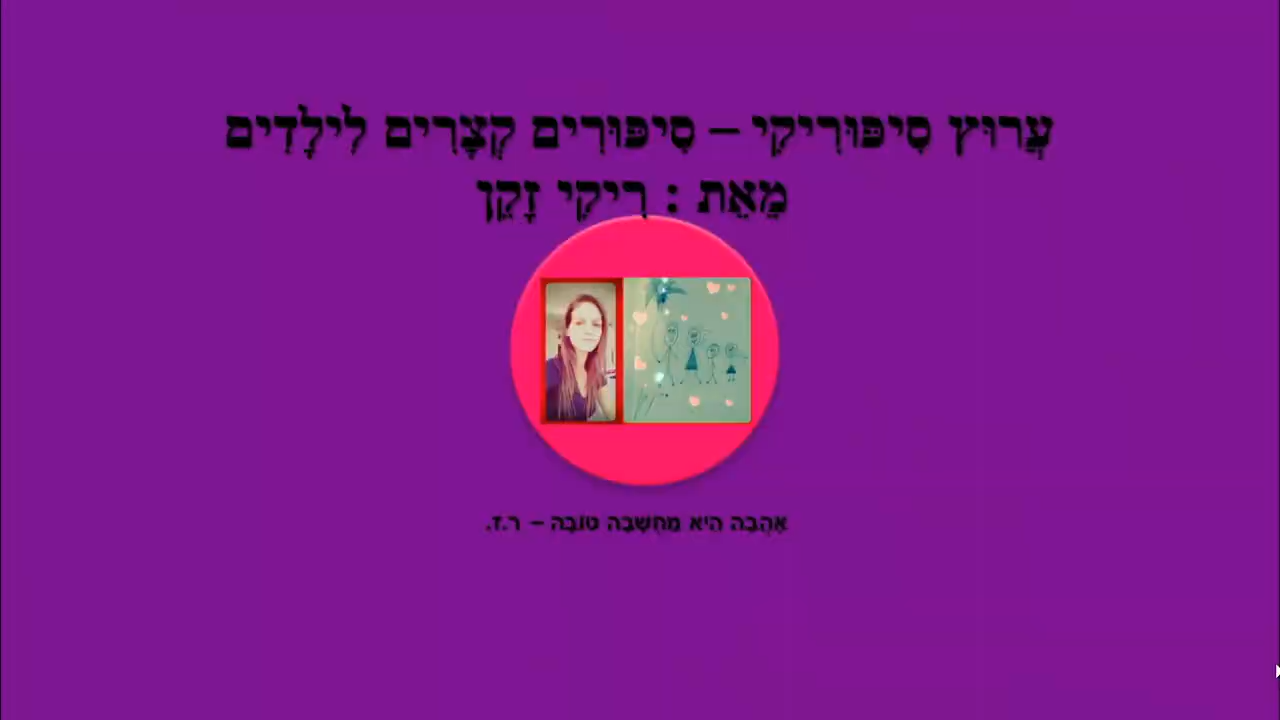 עֲרוּץ סִיפּוּרִיקִי – סִיפּוּרִים קְצָרִים לִילָדִים
מֵאֵת : רִיקִי זָקֵן
אַהֲבָה הִיא מַחְשָׁבָה טוֹבָה – ר.ז.